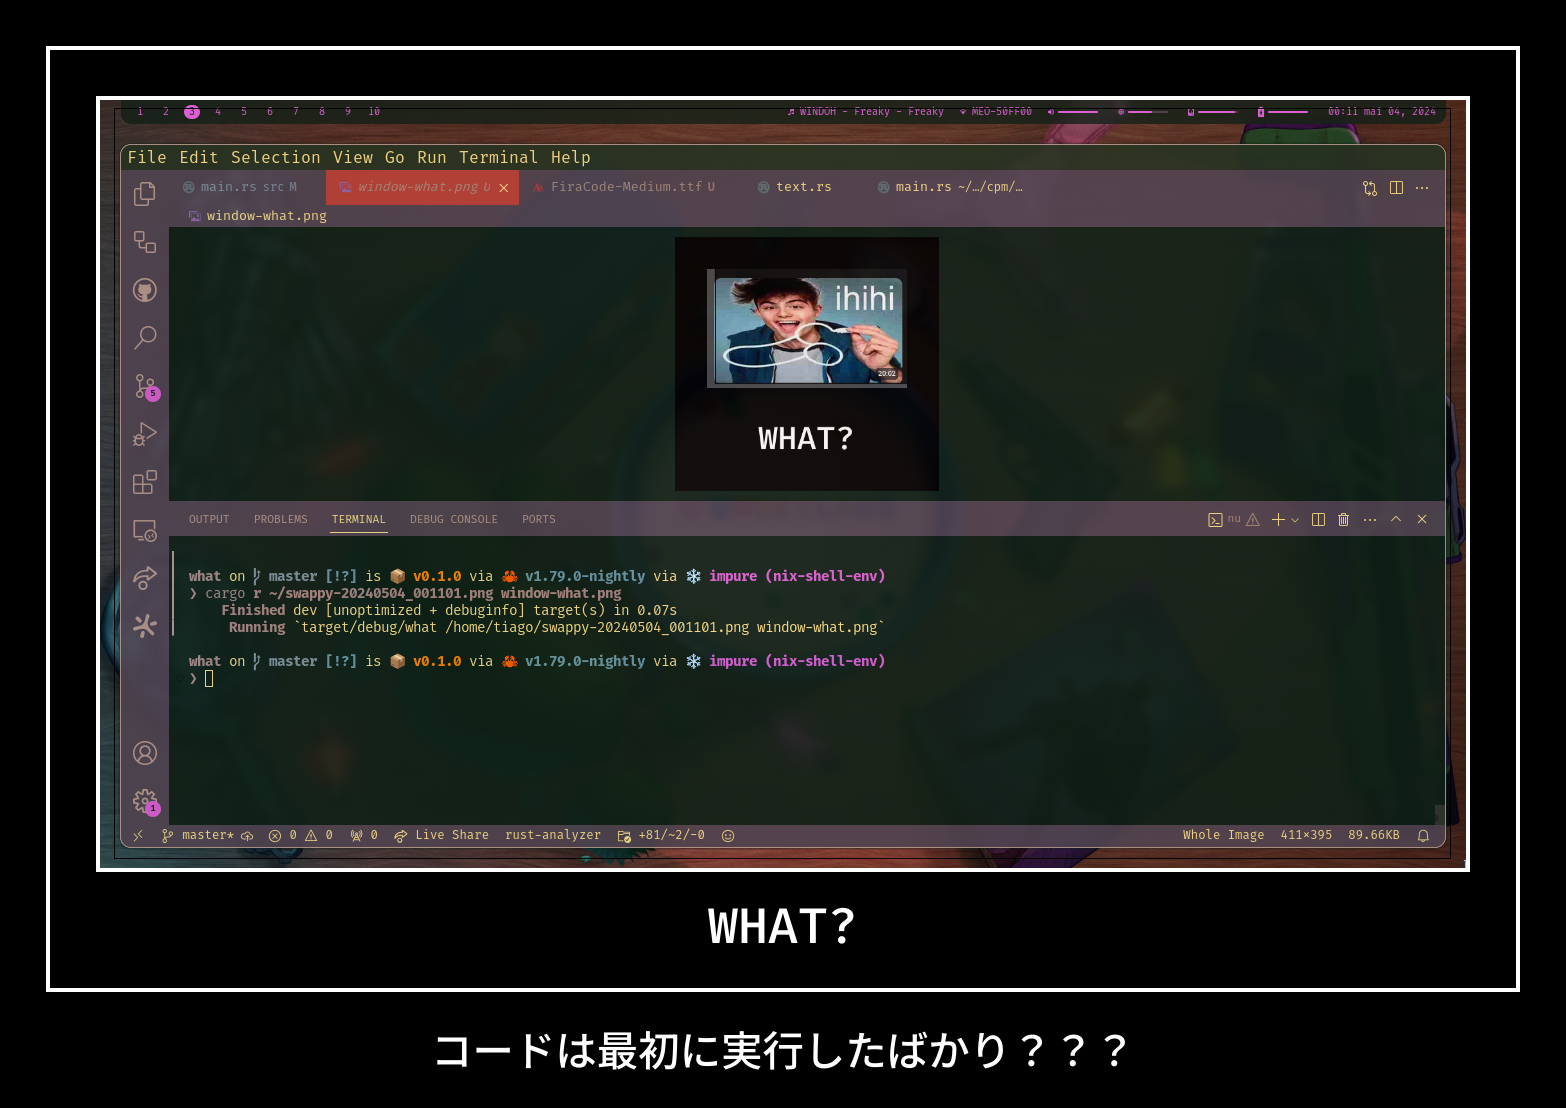 1 2 3 4 5 6 7 8 9 10
WINDOH - Freaky - Freaky MEO-50FF00 00:11 mai 04, 2024
File Edit Selection View Go Run Terminal Help
main.rs src M window-what.png U FiraCode-Medium.ttf U text.rs main.rs ~/…/cpm/…
window-what.png
ihihi
20:02
WHAT?
5
OUTPUT PROBLEMS TERMINAL DEBUG CONSOLE PORTS nu
what on master [!?] is 📦 v0.1.0 via 🦀 v1.79.0-nightly via ❄️ impure (nix-shell-env)
❯ cargo r ~/swappy-20240504_001101.png window-what.png
Finished dev [unoptimized + debuginfo] target(s) in 0.07s
Running `target/debug/what /home/tiago/swappy-20240504_001101.png window-what.png`
what on master [!?] is 📦 v0.1.0 via 🦀 v1.79.0-nightly via ❄️ impure (nix-shell-env)
❯
1
master* 0 0 0 Live Share rust-analyzer +81/~2/-0 Whole Image 411×395 89.66KB
WHAT?
コードは最初に実行したばかり？？？